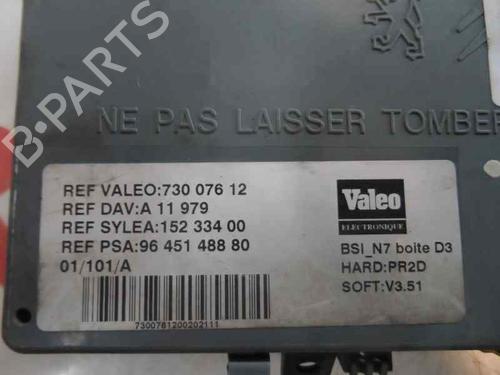 B-PARTS
NE PAS LAISSER TOMBER
REF VALEO:730 076 12
REF DAV:A 11 979
REF SYLEA:152 334 00
REF PSA:96 451 488 80
01/101/A
Valeo
ELECTRONIQUE
BSI_N7 boite D3
HARD:PR2D
SOFT:V3.51
7300761200202111